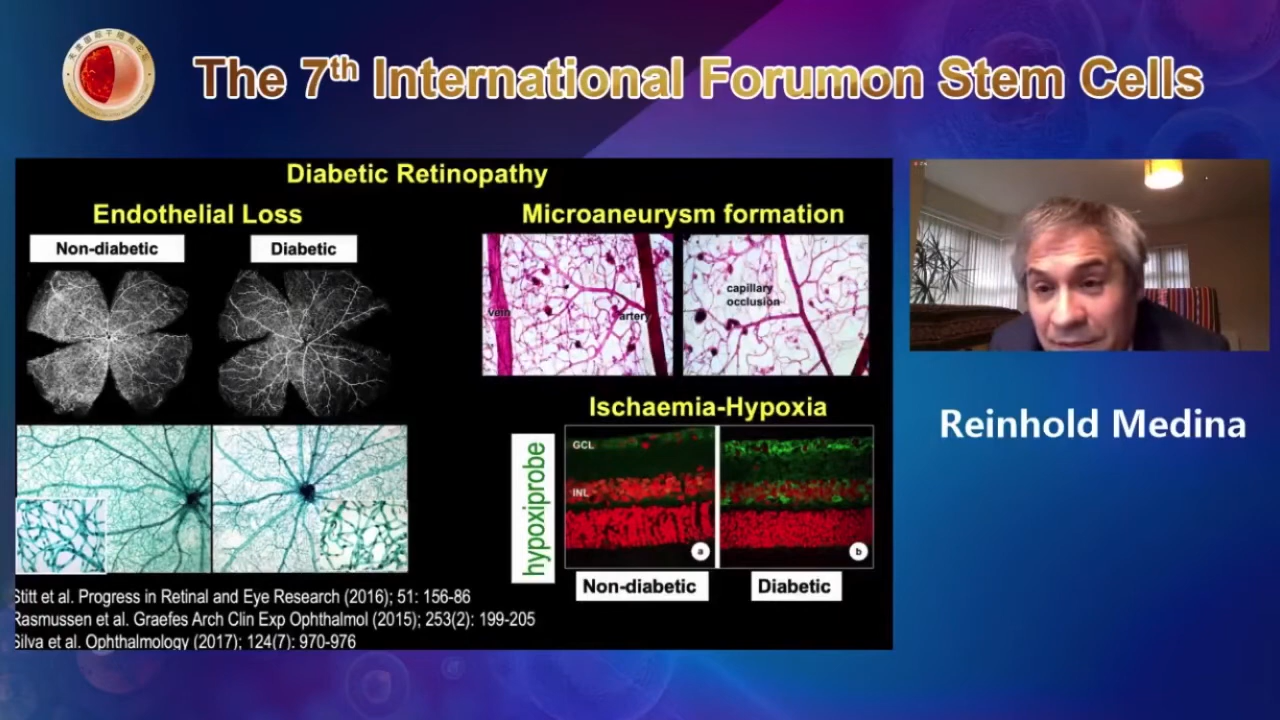 The 7th International Forumon Stem Cells
Diabetic Retinopathy
Endothelial Loss
Non-diabetic
Diabetic
Microaneurysm formation
vein
artery
capillary
occlusion
Ischaemia-Hypoxia
hypoxiprobe
GCL
INL
a
b
Non-diabetic
Diabetic
Stitt et al. Progress in Retinal and Eye Research (2016); 51: 156-86
Rasmussen et al. Graefes Arch Clin Exp Ophthalmol (2015); 253(2): 199-205
Silva et al. Ophthalmology (2017); 124(7): 970-976
Reinhold Medina